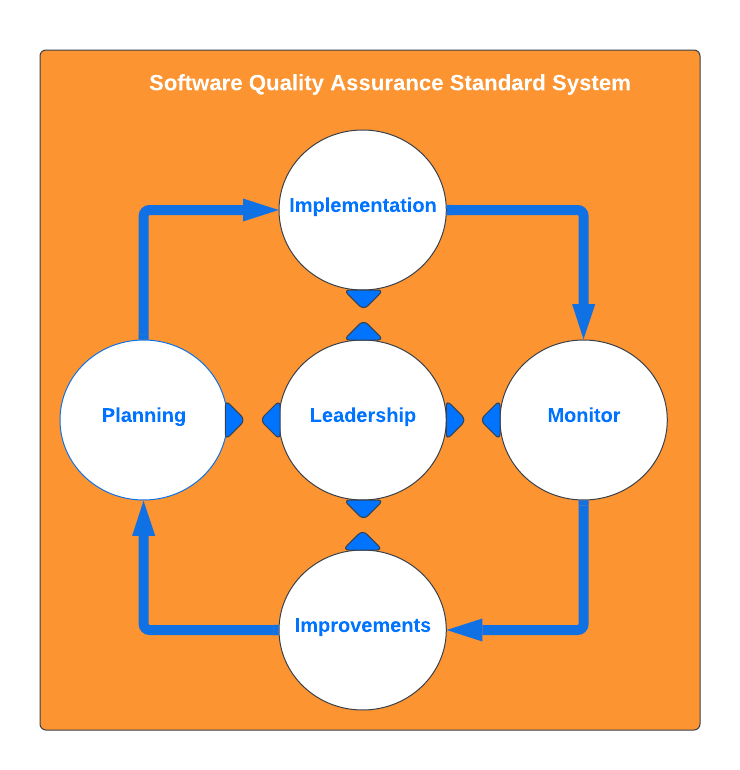 Software Quality Assurance Standard System
Implementation
Planning
Leadership
Monitor
Improvements